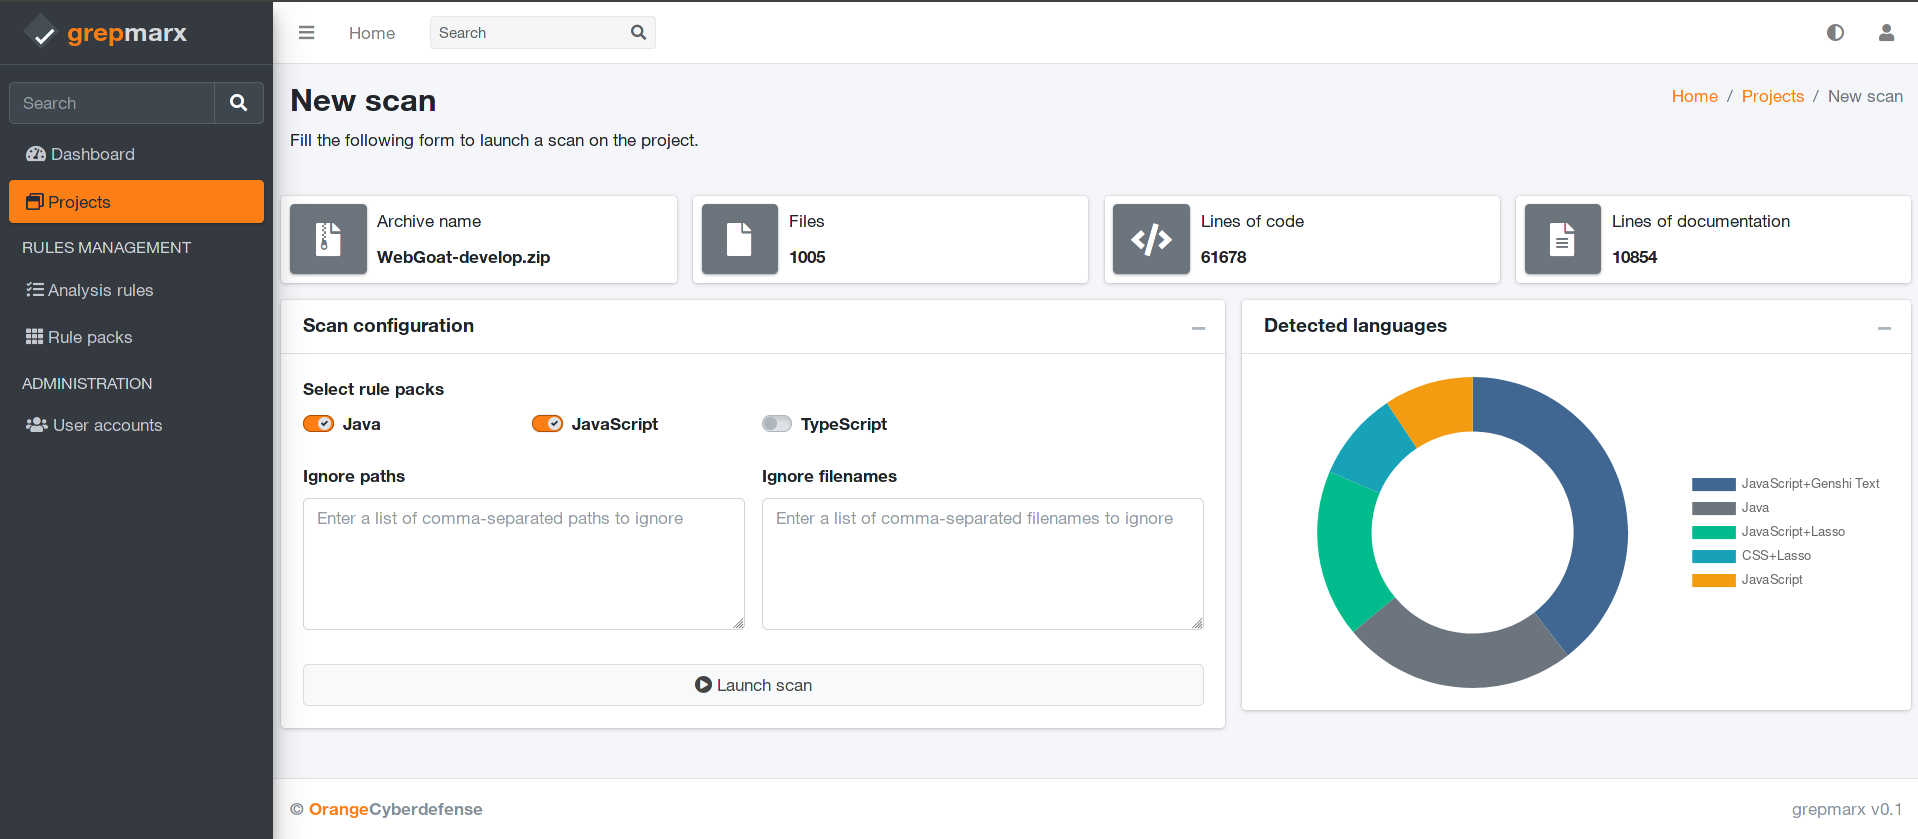 grepmarx
Home
Search
Search
Dashboard
Projects
RULES MANAGEMENT
Analysis rules
Rule packs
ADMINISTRATION
User accounts
New scan
Home / Projects / New scan
Fill the following form to launch a scan on the project.
Archive name
WebGoat-develop.zip
Files
1005
Lines of code
61678
Lines of documentation
10854
Scan configuration
Select rule packs
Java
JavaScript
TypeScript
Ignore paths
Enter a list of comma-separated paths to ignore
Ignore filenames
Enter a list of comma-separated filenames to ignore
Launch scan
Detected languages
JavaScript+Genshi Text
Java
JavaScript+Lasso
CSS+Lasso
JavaScript
© OrangeCyberdefense
grepmarx v0.1